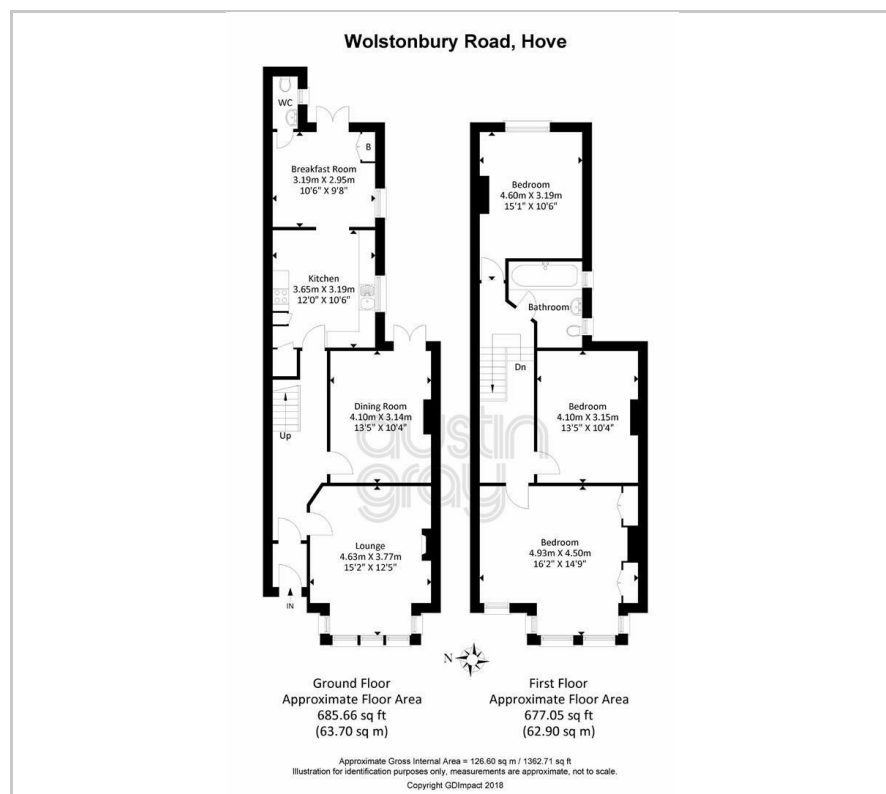 Wolstonbury Road, Hove
WC
B
Breakfast Room
3.19m X 2.95m
10'6" X 9'8"
Kitchen
3.65m X 3.19m
12'0" X 10'6"
Dining Room
4.10m X 3.14m
13'5" X 10'4"
Up
Lounge
4.63m X 3.77m
15'2" X 12'5"
IN
Bedroom
4.60m X 3.19m
15'1" X 10'6"
Bathroom
Dn
Bedroom
4.10m X 3.15m
13'5" X 10'4"
Bedroom
4.93m X 4.50m
16'2" X 14'9"
austin
gray
N
Ground Floor
Approximate Floor Area
685.66 sq ft
(63.70 sq m)
First Floor
Approximate Floor Area
677.05 sq ft
(62.90 sq m)
Approximate Gross Internal Area = 126.60 sq m / 1362.71 sq ft
Illustration for identification purposes only, measurements are approximate, not to scale.
Copyright GDImpact 2018